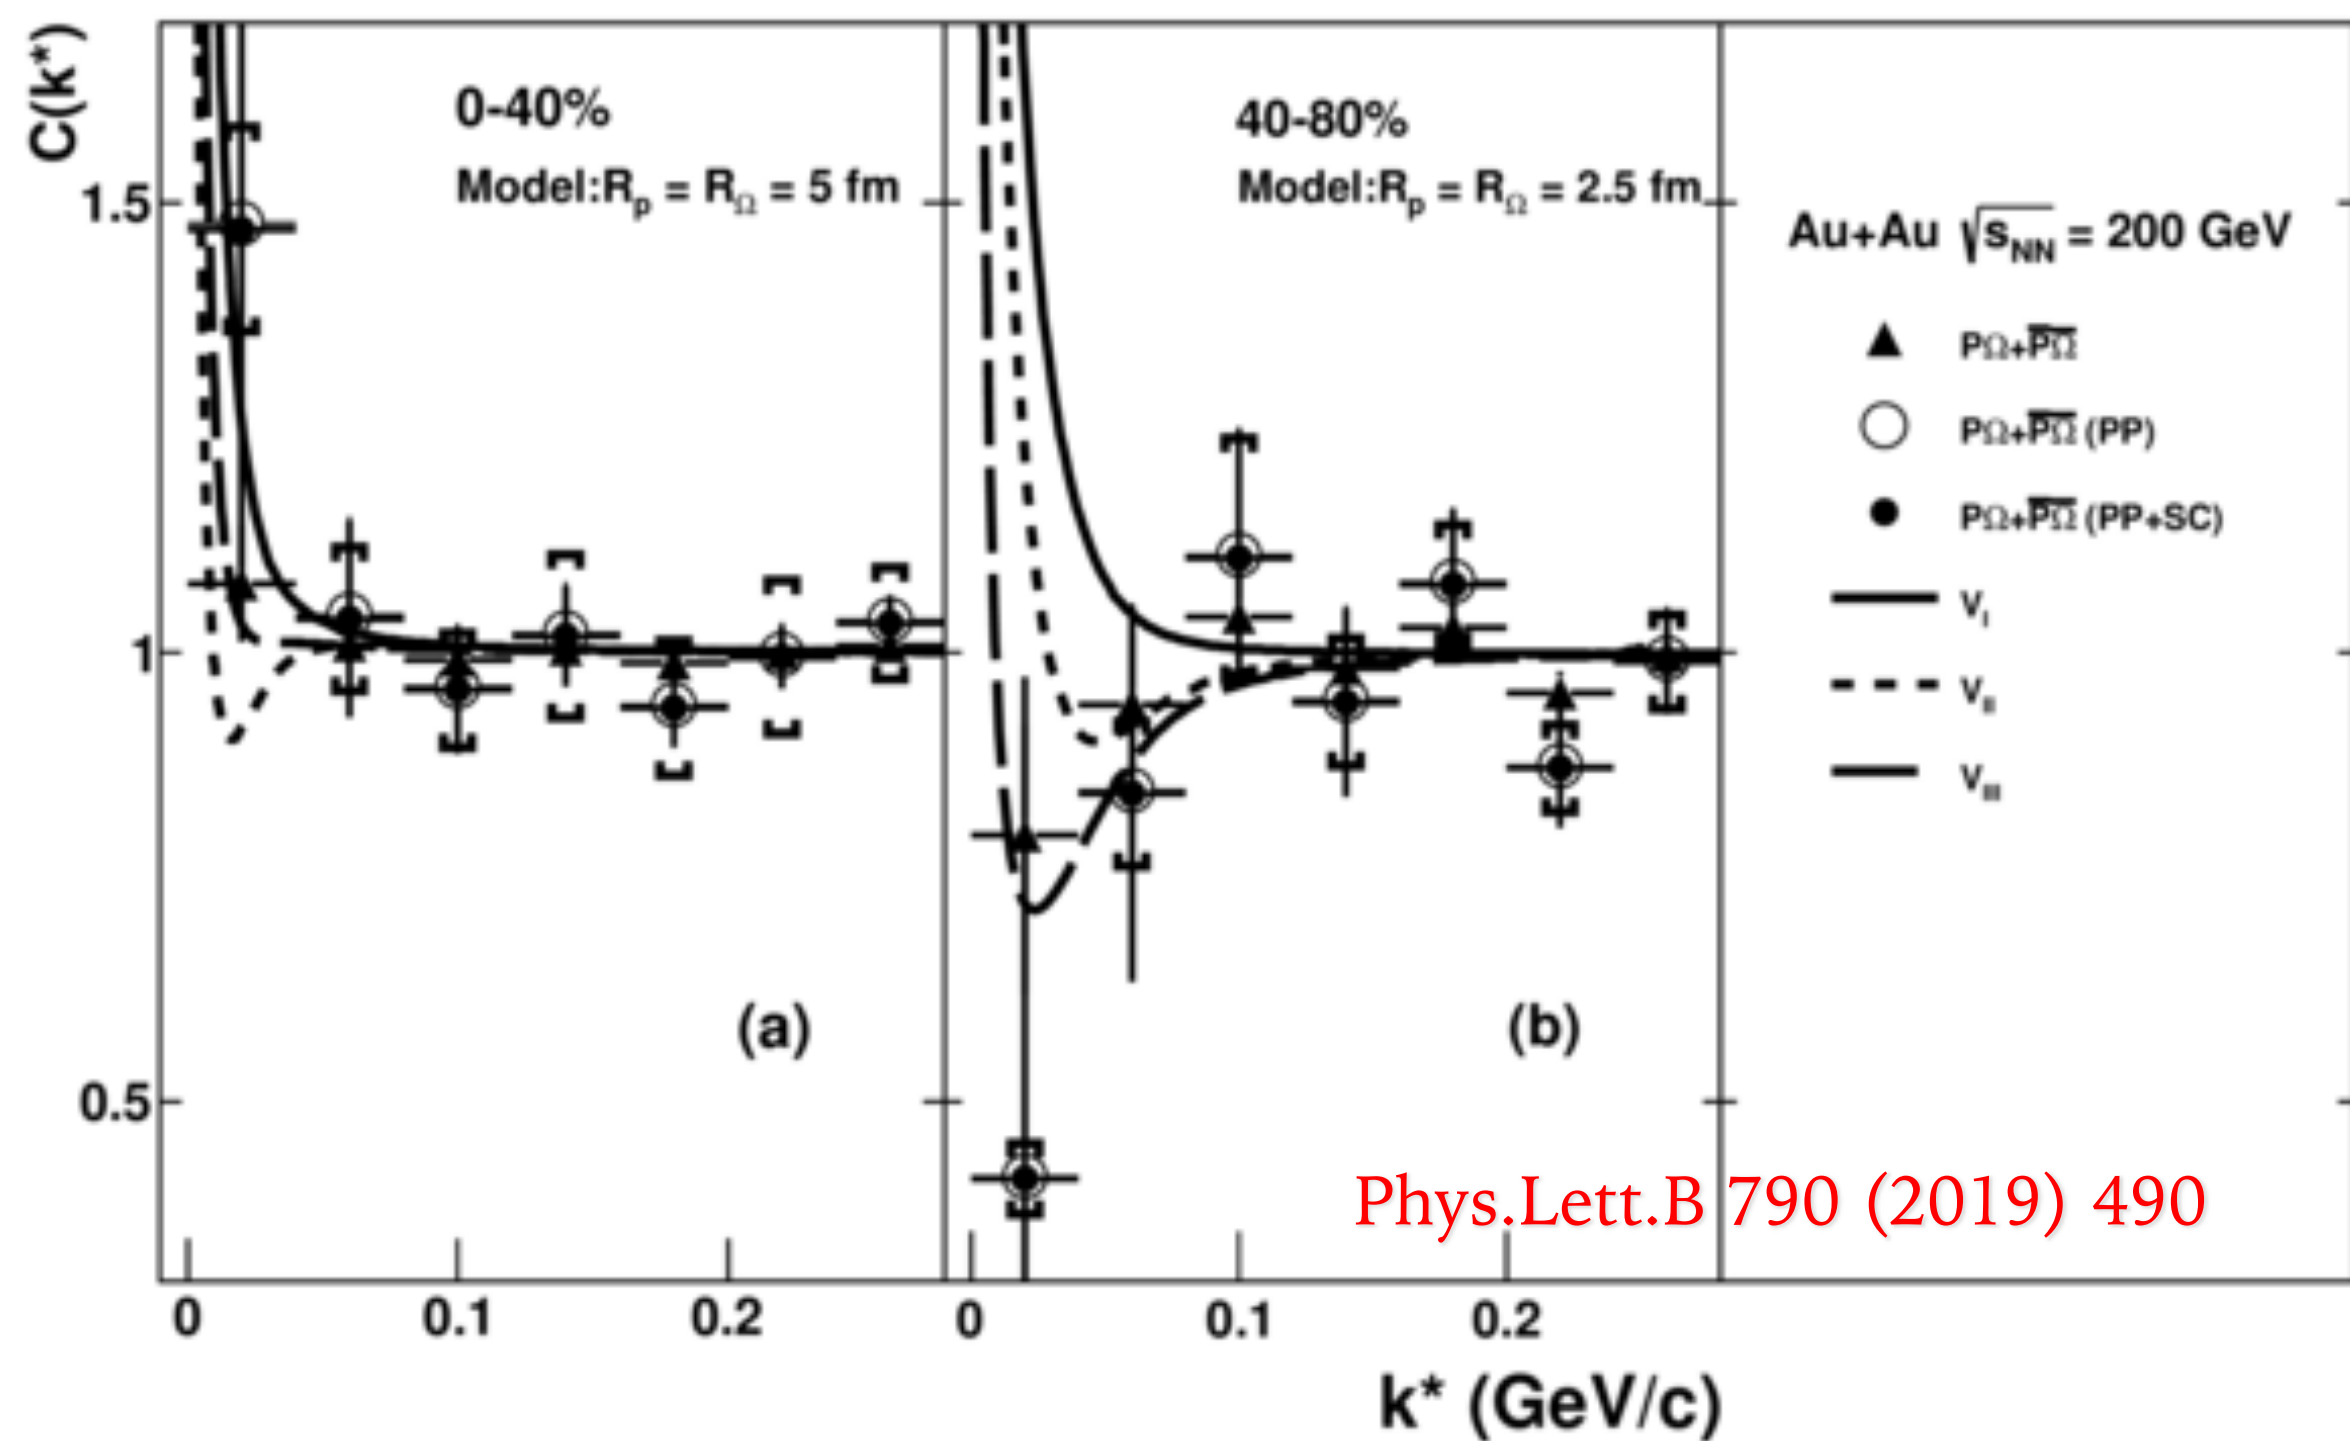 C(k*)
1.5
1
0.5
0-40%
Model:Rp = RΩ = 5 fm
(a)
0 0.1 0.2
40-80%
Model:Rp = RΩ = 2.5 fm
(b)
0 0.1 0.2
k* (GeV/c)
Au+Au √sNN = 200 GeV
PΩ+P̅Ω̅
PΩ+P̅Ω̅ (PP)
PΩ+P̅Ω̅ (PP+SC)
VI
VII
VIII
Phys.Lett.B 790 (2019) 490